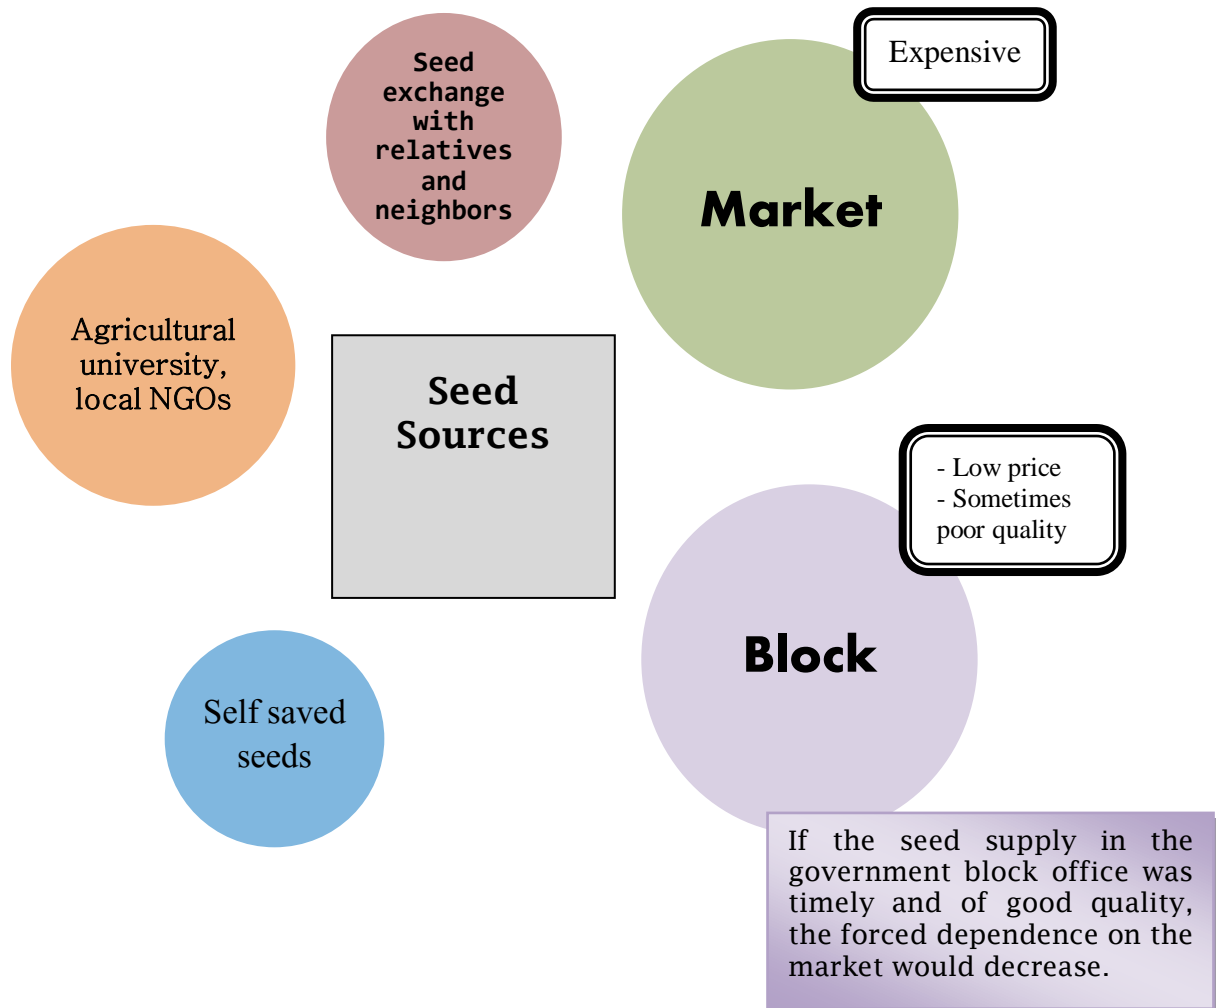 Seed
exchange
with
relatives
and
neighbors
Expensive
Market
Agricultural
university,
local NGOs
Seed
Sources
- Low price
- Sometimes
poor quality
Block
Self saved
seeds
If the seed supply in the
government block office was
timely and of good quality,
the forced dependence on the
market would decrease.